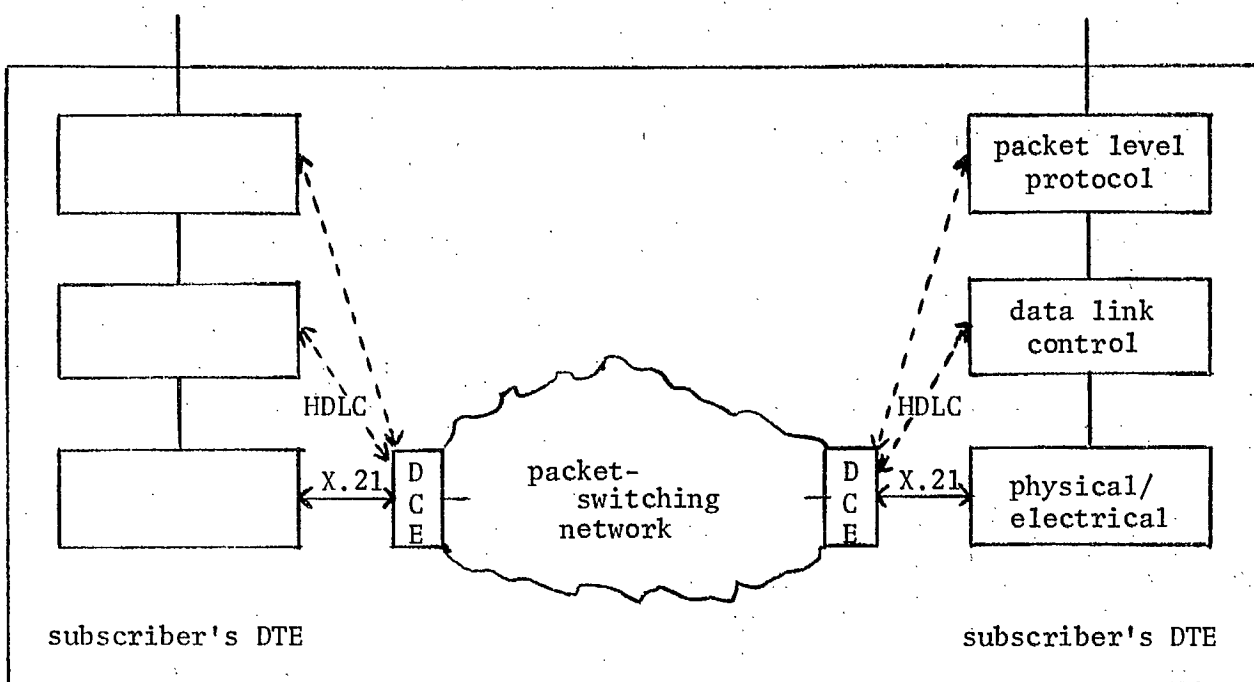 packet level
protocol
data link
control
HDLC
HDLC
X.21
D
C
E
packet-
switching
network
D
C
E
X.21
physical/
electrical
subscriber's DTE
subscriber's DTE